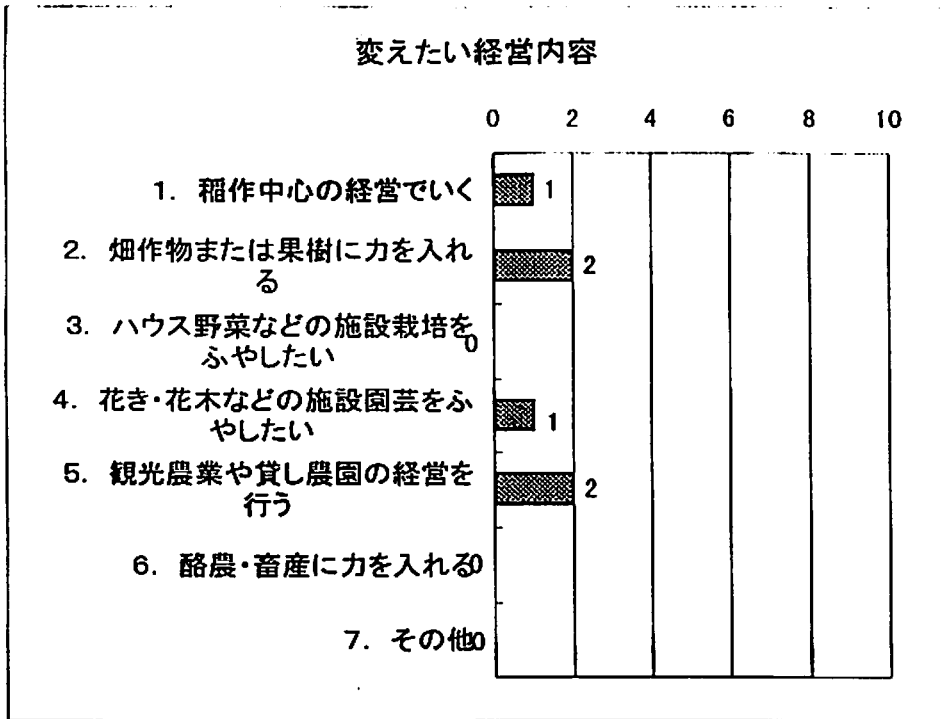 変えたい経営内容
0 2 4 6 8 10
1. 稲作中心の経営でいく 1
2. 畑作物または果樹に力を入れ
る
2
3. ハウス野菜などの施設栽培を
ふやしたい
0
4. 花き・花木などの施設園芸をふ
やしたい
1
5. 観光農業や貸し農園の経営を
行う
2
6. 酪農・畜産に力を入れる 0
7. その他 0